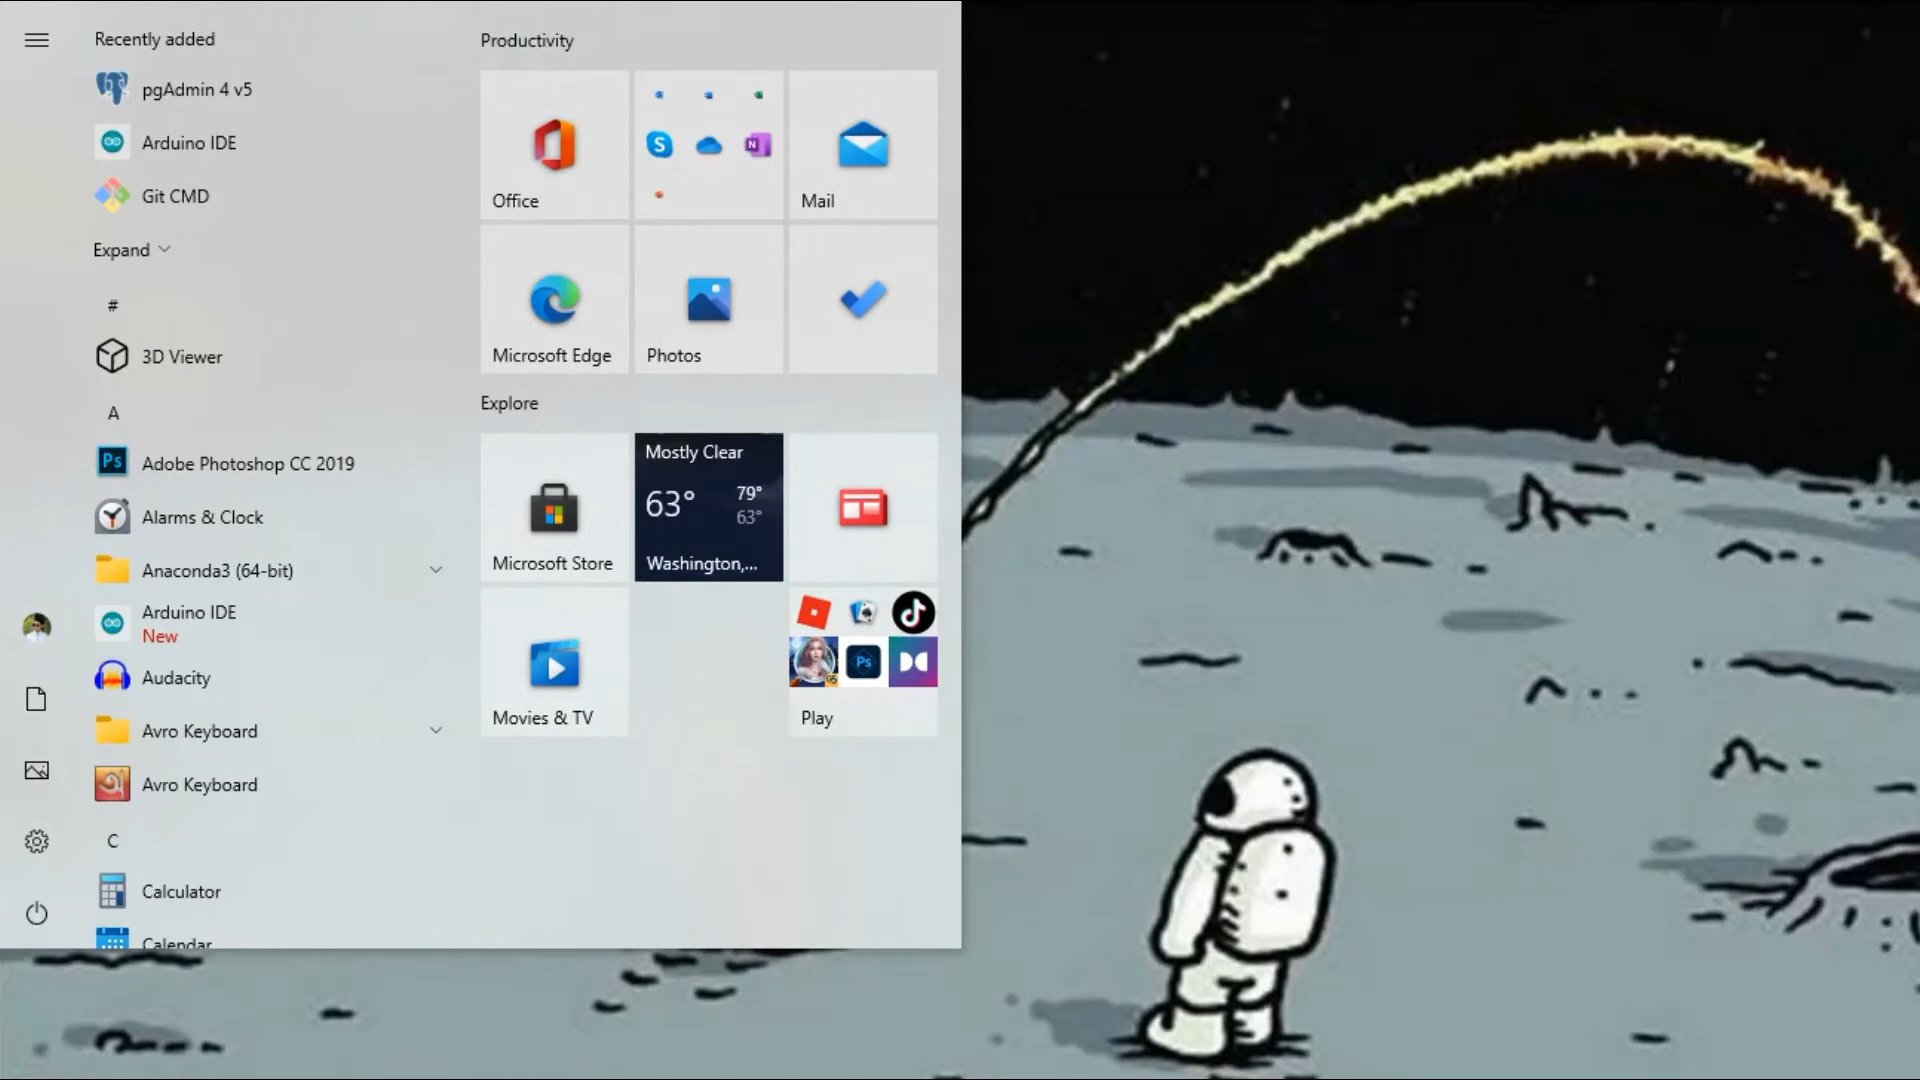 Recently added
pgAdmin 4 v5
Arduino IDE
Git CMD
Expand
#
3D Viewer
A
Adobe Photoshop CC 2019
Alarms & Clock
Anaconda3 (64-bit)
Arduino IDE
New
Audacity
Avro Keyboard
Avro Keyboard
C
Calculator
Calendar
Productivity
Office
S
N
Mail
Microsoft Edge
Photos
Explore
Microsoft Store
Mostly Clear
63°
79°
63°
Washington,...
Movies & TV
Ps
Play
Ps